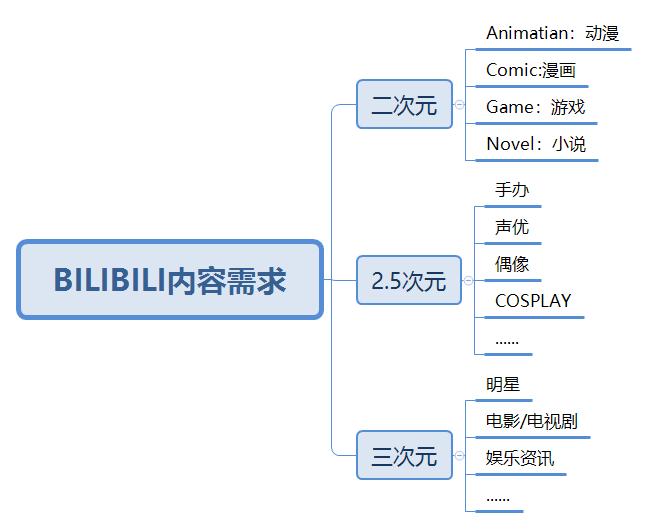 BILIBILI内容需求
二次元
Animatian：动漫
Comic:漫画
Game：游戏
Novel：小说
2.5次元
手办
声优
偶像
COSPLAY
......
三次元
明星
电影/电视剧
娱乐资讯
......